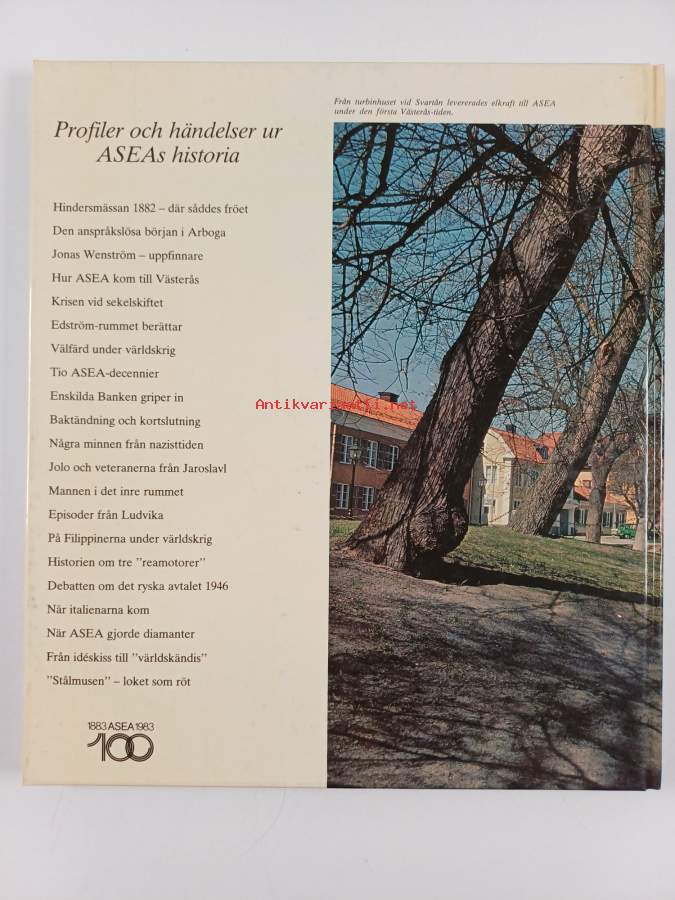 Från turbinhuset vid Svartån levererades elkraft till ASEA
under den första Västerås-tiden.
Profiler och händelser ur
ASEAs historia
Hindersmässan 1882 – där såddes fröet
Den anspråkslösa början i Arboga
Jonas Wenström – uppfinnare
Hur ASEA kom till Västerås
Krisen vid sekelskiftet
Edström-rummet berättar
Välfärd under världskrig
Tio ASEA-decennier
Enskilda Banken griper in
Baktändning och kortslutning
Några minnen från nazisttiden
Jolo och veteranerna från Jaroslavl
Mannen i det inre rummet
Episoder från Ludvika
På Filippinerna under världskrig
Historien om tre ”reamotorer”
Debatten om det ryska avtalet 1946
När italienarna kom
När ASEA gjorde diamanter
Från idéskiss till ”världskändis”
”Stålmusen” – loket som röt
1883 ASEA 1983
100
Antikvariaatti.net